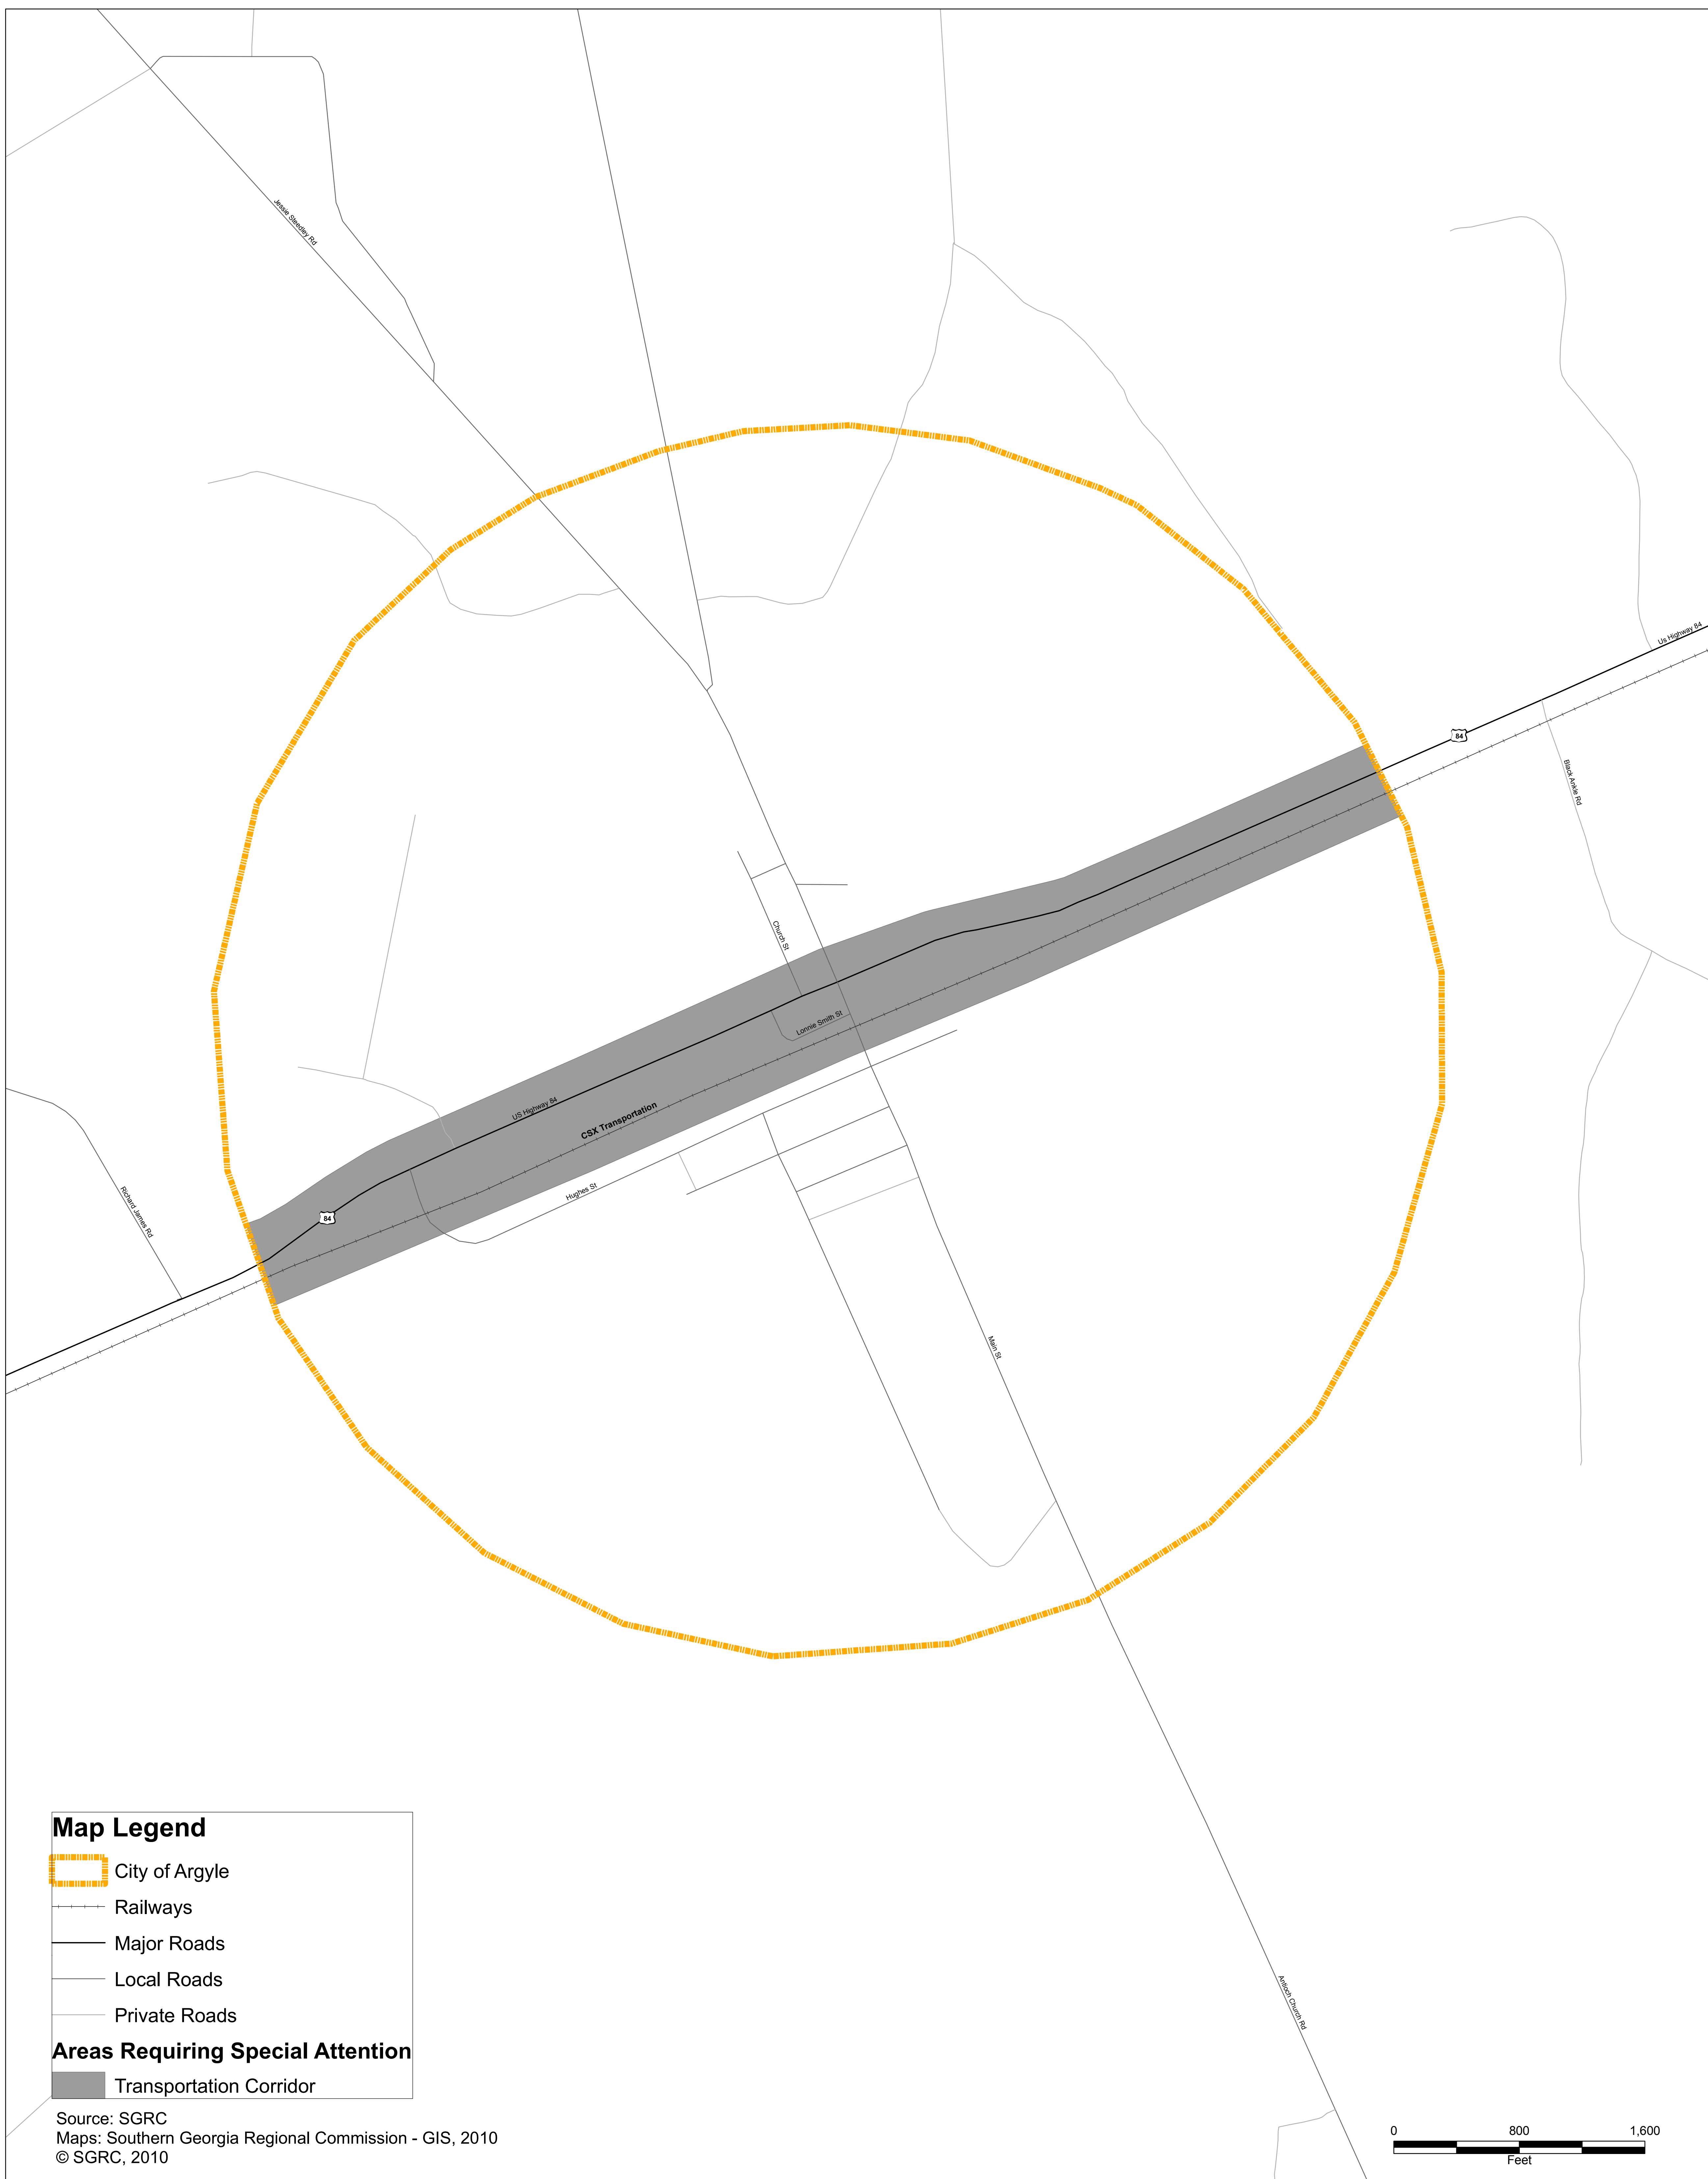 Jessie Steedley Rd
Us Highway 84
84
Black Ankle Rd
Church St
Lonnie Smith St
US Highway 84
CSX Transportation
Hughes St
84
Richard James Rd
Main St
Antioch Church Rd
Map Legend
City of Argyle
Railways
Major Roads
Local Roads
Private Roads
Areas Requiring Special Attention
Transportation Corridor
Source: SGRC
Maps: Southern Georgia Regional Commission - GIS, 2010
© SGRC, 2010
0 800 1,600
Feet